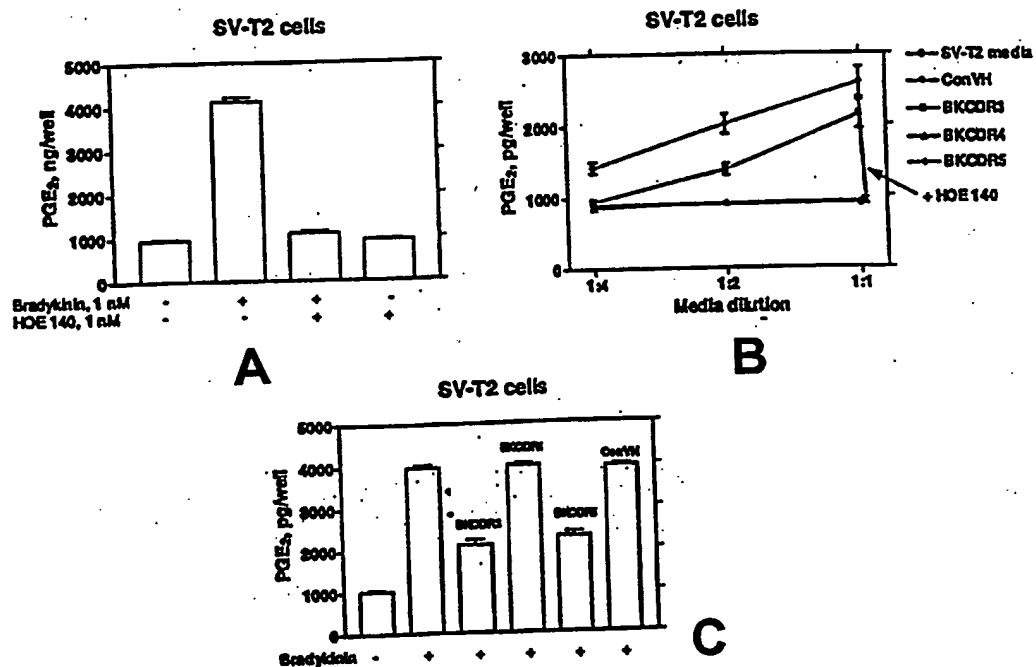 SV-T2 cells
PGE₂, ng/well
5000
4000
3000
2000
1000
0
Bradykinin, 1 nM - + + -
HOE 140, 1 nM - - + +
A
SV-T2 cells
PGE₂, pg/well
3000
2000
1000
0
1:4 1:2 1:1
Media dilution
SV-T2 media
ConVH
BKCDR3
BKCDR4
BKCDR5
+ HOE 140
B
SV-T2 cells
PGE₂, pg/well
5000
4000
3000
2000
1000
0
ConVH
Bradykinin - + + + + +
C